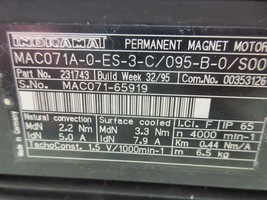 INDRAMAT PERMANENT MAGNET MOTOR
MAC071A-0-ES-3-C/095-B-0/S00
Part No. 231743 Build Week 32/95 Com. No. 00353126
S.No. MAC071-65919
Natural conv. Surface cooled I.Cl. F IP 65
MdN 2.2 Nm MdN 3.3 Nm n 4000 min-1
IdN 5.0 A IdN 7.9 A Km 0.44 Nm/A
TachoConst. 1,5 V/1000min-1 m 6.5 kg